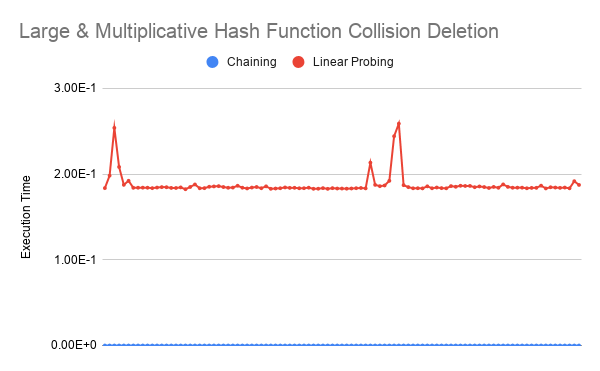 Large & Multiplicative Hash Function Collision Deletion
Chaining
Linear Probing
3.00E-1
2.00E-1
1.00E-1
0.00E+0
Execution Time